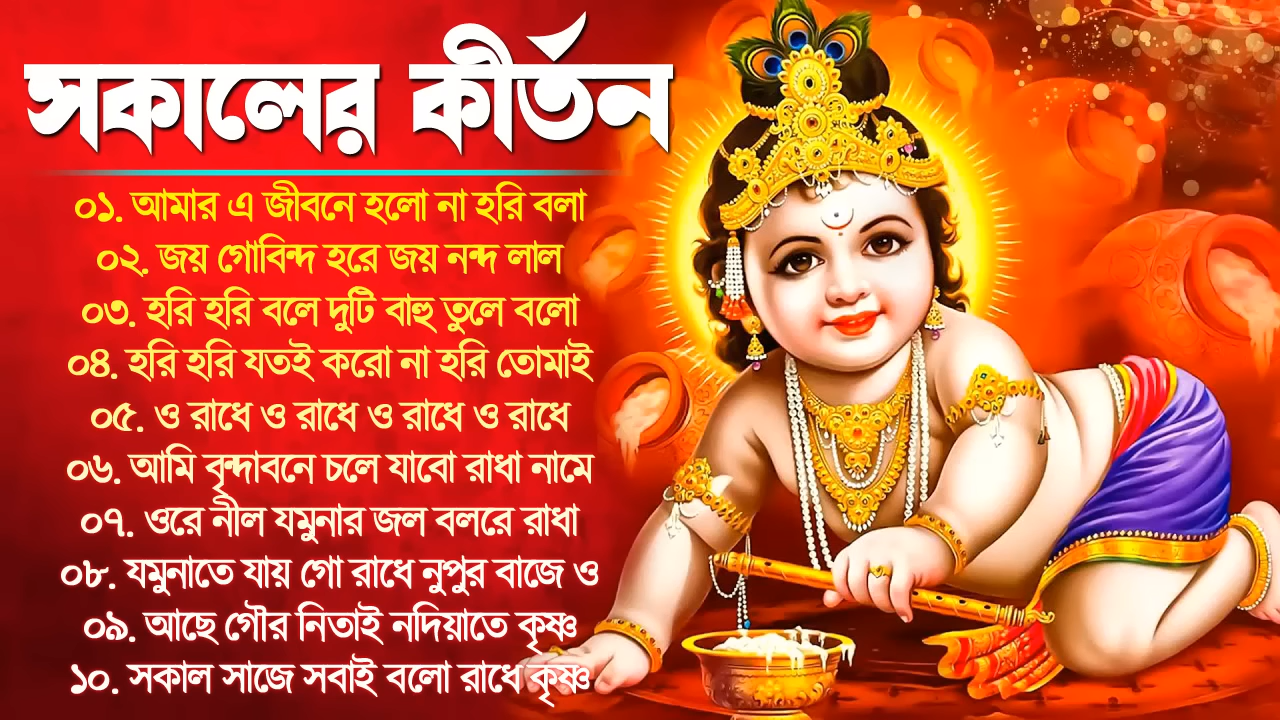 সকালের কীর্তন
০১. আমার এ জীবনে হলো না হরি বলা
০২. জয় গোবিন্দ হরে জয় নন্দ লাল
০৩. হরি হরি বলে দুটি বাহু তুলে বলো
০৪. হরি হরি যতই করো না হরি তোমাই
০৫. ও রাধে ও রাধে ও রাধে ও রাধে
০৬. আমি বৃন্দাবনে চলে যাবো রাধা নামে
০৭. ওরে নীল যমুনার জল বলরে রাধা
০৮. যমুনাতে যায় গো রাধে নুপুর বাজে ও
০৯. আছে গৌর নিতাই নদিয়াতে কৃষ্ণ
১০. সকাল সাজে সবাই বলো রাধে কৃষ্ণ